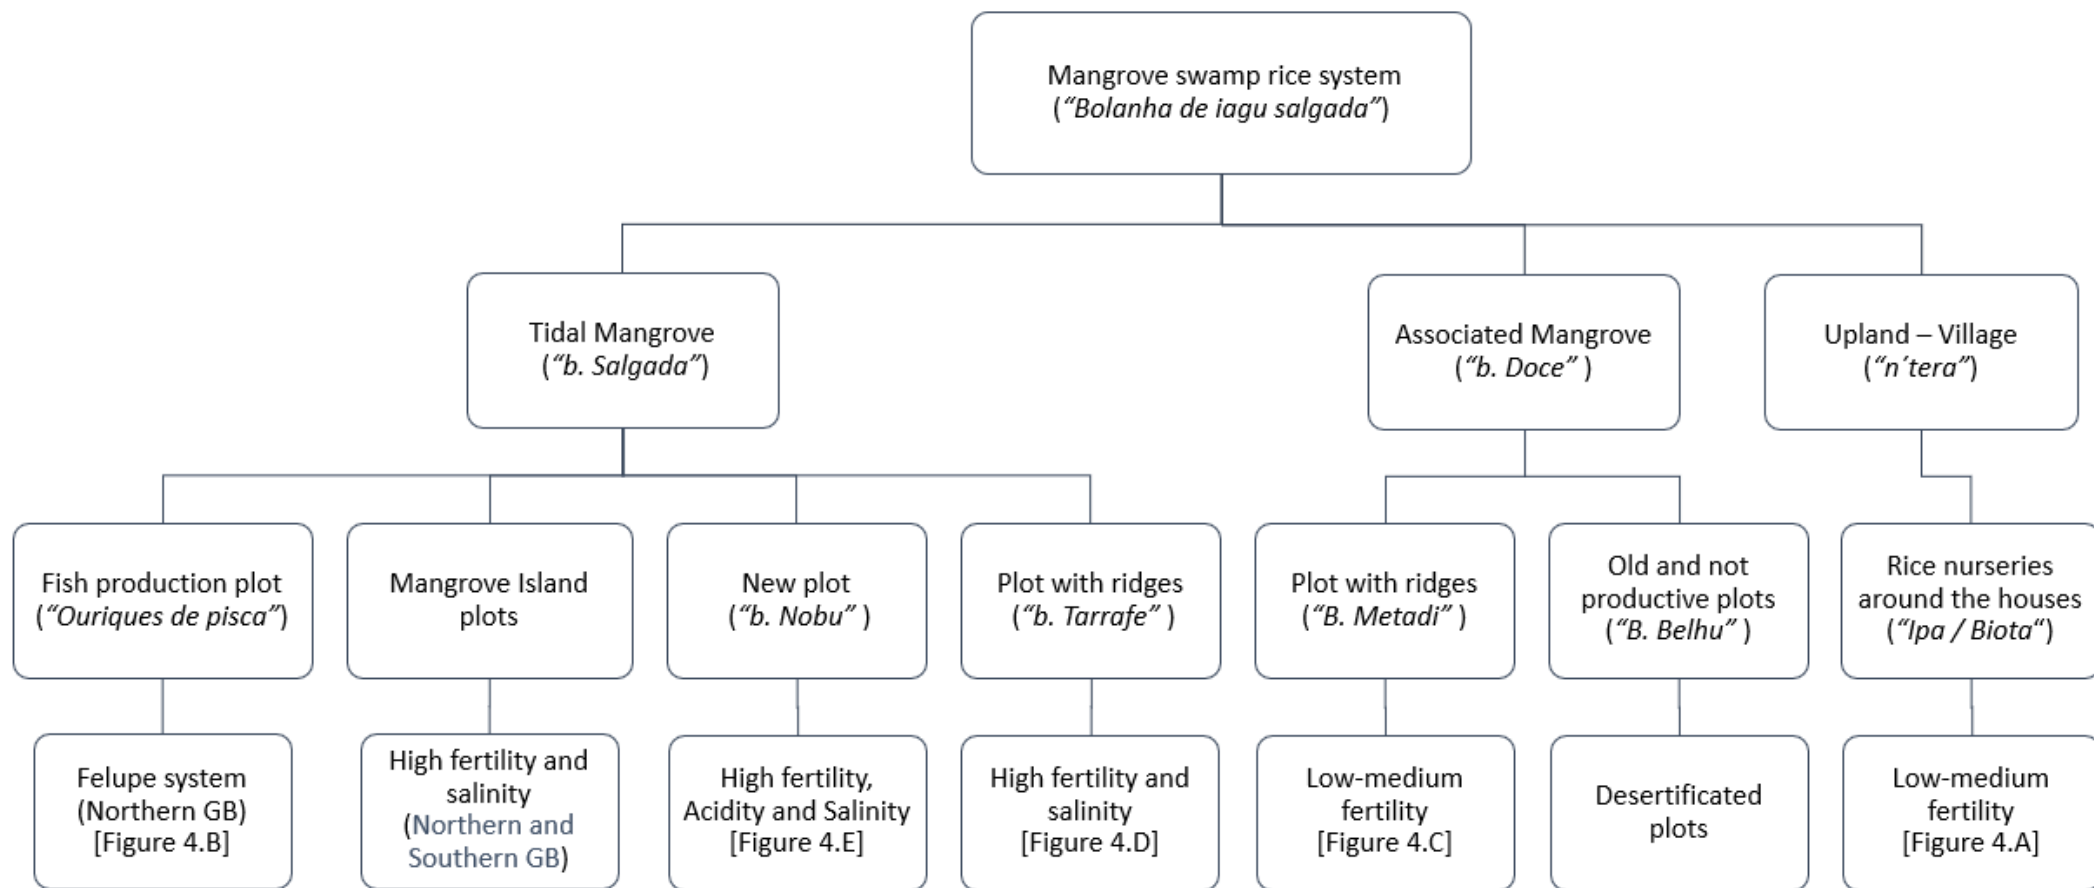 Mangrove swamp rice system
(“Bolanha de iagu salgada”)
Tidal Mangrove
(“b. Salgada”)
Associated Mangrove
(“b. Doce” )
Upland – Village
(“n´tera”)
Fish production plot
(“Ouriques de pisca”)
Mangrove Island
plots
New plot
(“b. Nobu” )
Plot with ridges
(“b. Tarrafe” )
Plot with ridges
(“B. Metadi” )
Old and not
productive plots
(“B. Belhu” )
Rice nurseries
around the houses
(“Ipa / Biota“)
Felupe system
(Northern GB)
[Figure 4.B]
High fertility and
salinity
(Northern and
Southern GB)
High fertility,
Acidity and Salinity
[Figure 4.E]
High fertility and
salinity
[Figure 4.D]
Low-medium
fertility
[Figure 4.C]
Desertificated
plots
Low-medium
fertility
[Figure 4.A]